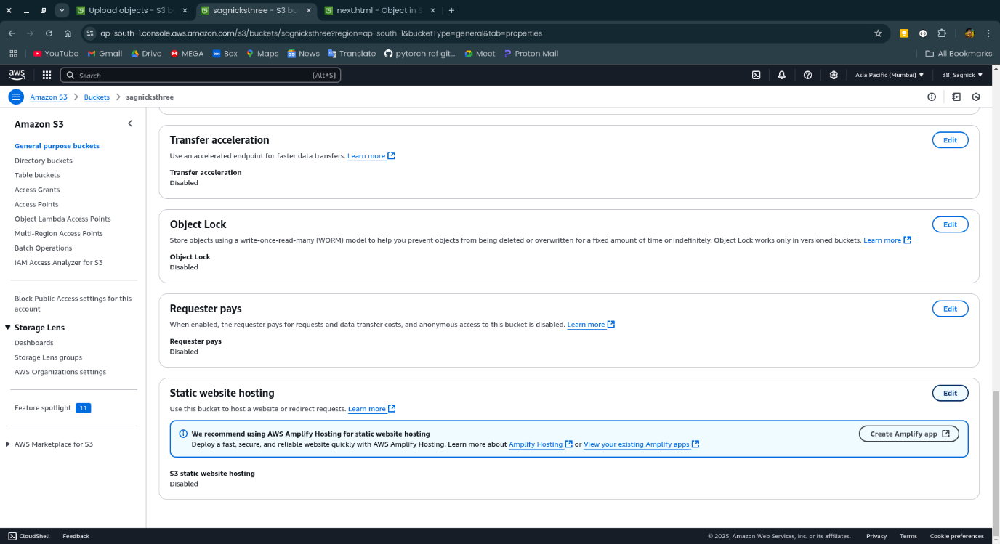 Upload objects - S3 bu
sagnicksthree - S3 bu
next.html - Object in S
ap-south-1.console.aws.amazon.com/s3/buckets/sagnicksthree?region=ap-south-1&bucketType=general&tab=properties
YouTube
Gmail
Drive
MEGA
Box
Maps
News
Translate
pytorch ref git...
Meet
Proton Mail
All Bookmarks
aws
Search
[Alt+S]
Asia Pacific (Mumbai)
38_Sagnick
Amazon S3
Buckets
sagnicksthree
Amazon S3
General purpose buckets
Directory buckets
Table buckets
Access Grants
Access Points
Object Lambda Access Points
Multi-Region Access Points
Batch Operations
IAM Access Analyzer for S3
Block Public Access settings for this
account
Storage Lens
Dashboards
Storage Lens groups
AWS Organizations settings
Feature spotlight 11
AWS Marketplace for S3
Transfer acceleration
Edit
Use an accelerated endpoint for faster data transfers. Learn more
Transfer acceleration
Disabled
Object Lock
Edit
Store objects using a write-once-read-many (WORM) model to help you prevent objects from being deleted or overwritten for a fixed amount of time or indefinitely. Object Lock works only in versioned buckets. Learn more
Object Lock
Disabled
Requester pays
Edit
When enabled, the requester pays for requests and data transfer costs, and anonymous access to this bucket is disabled. Learn more
Requester pays
Disabled
Static website hosting
Edit
Use this bucket to host a website or redirect requests. Learn more
We recommend using AWS Amplify Hosting for static website hosting
Deploy a fast, secure, and reliable website quickly with AWS Amplify Hosting. Learn more about Amplify Hosting or View your existing Amplify apps
Create Amplify app
S3 static website hosting
Disabled
CloudShell
Feedback
© 2025, Amazon Web Services, Inc. or its affiliates.
Privacy
Terms
Cookie preferences